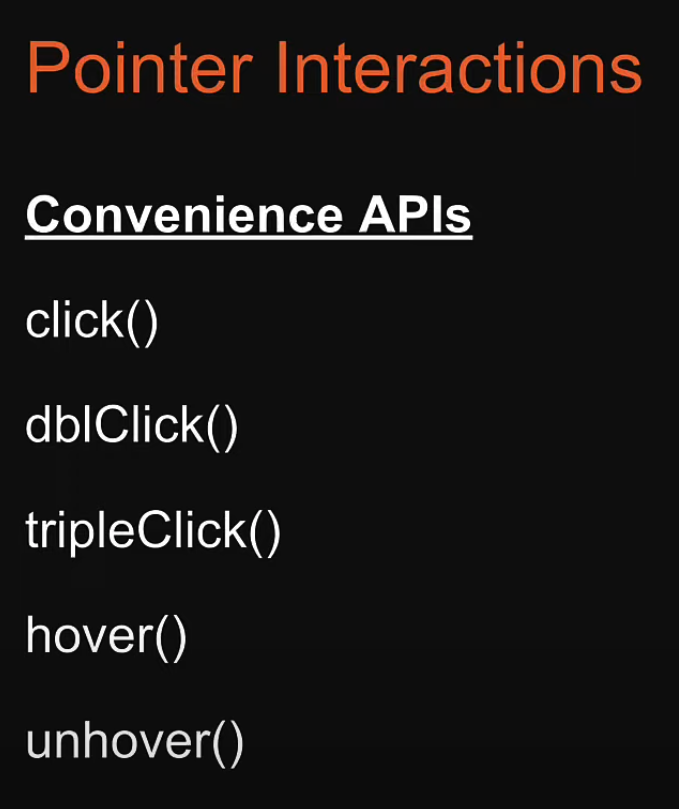 Pointer Interactions
Convenience APIs
click()
dblClick()
tripleClick()
hover()
unhover()